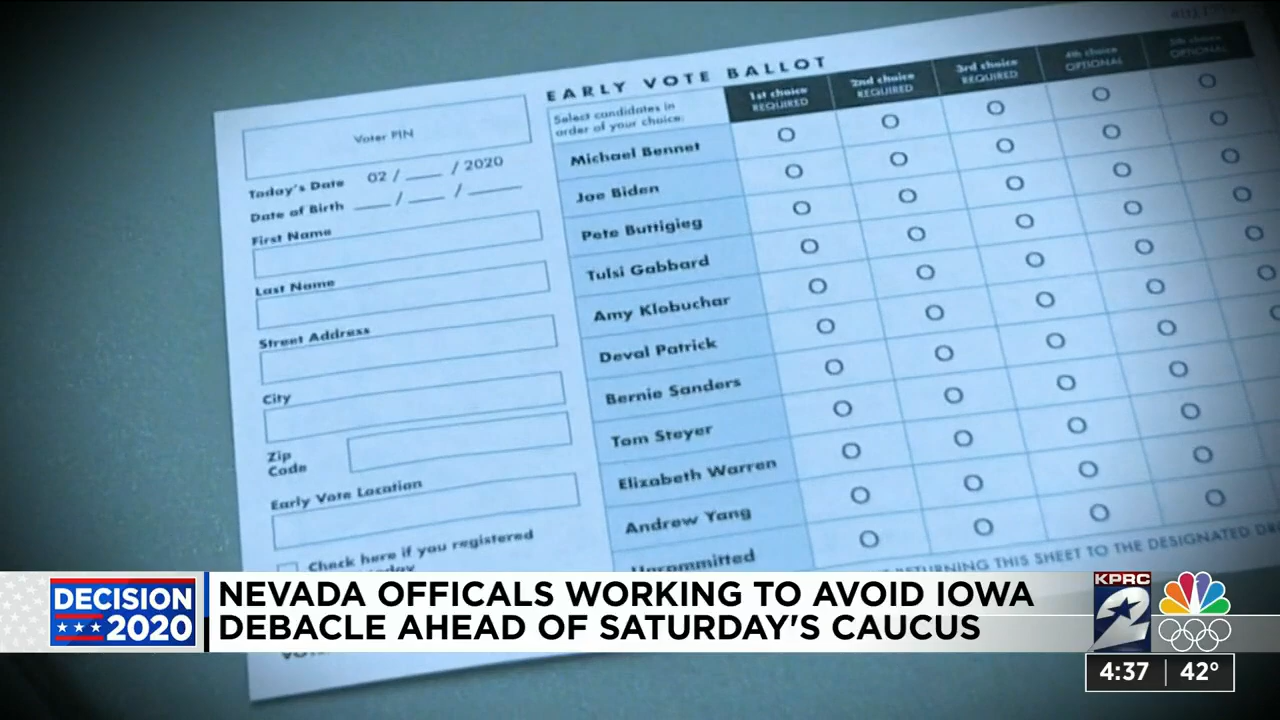 EARLY VOTE BALLOT
Voter PIN
Today's Date 02 / ___ / 2020
Date of Birth ___ / ___ / ____
First Name
Last Name
Street Address
City
Zip
Code
Early Vote Location
Check here if you registered
today
Select candidates in
order of your choice:
1st choice
REQUIRED
2nd choice
REQUIRED
3rd choice
REQUIRED
4th choice
OPTIONAL
5th choice
OPTIONAL
Michael Bennet
Joe Biden
Pete Buttigieg
Tulsi Gabbard
Amy Klobuchar
Deval Patrick
Bernie Sanders
Tom Steyer
Elizabeth Warren
Andrew Yang
Uncommitted
RETURNING THIS SHEET TO THE DESIGNATED
DECISION
2020
NEVADA OFFICALS WORKING TO AVOID IOWA
DEBACLE AHEAD OF SATURDAY'S CAUCUS
KPRC
2
4:37 42°